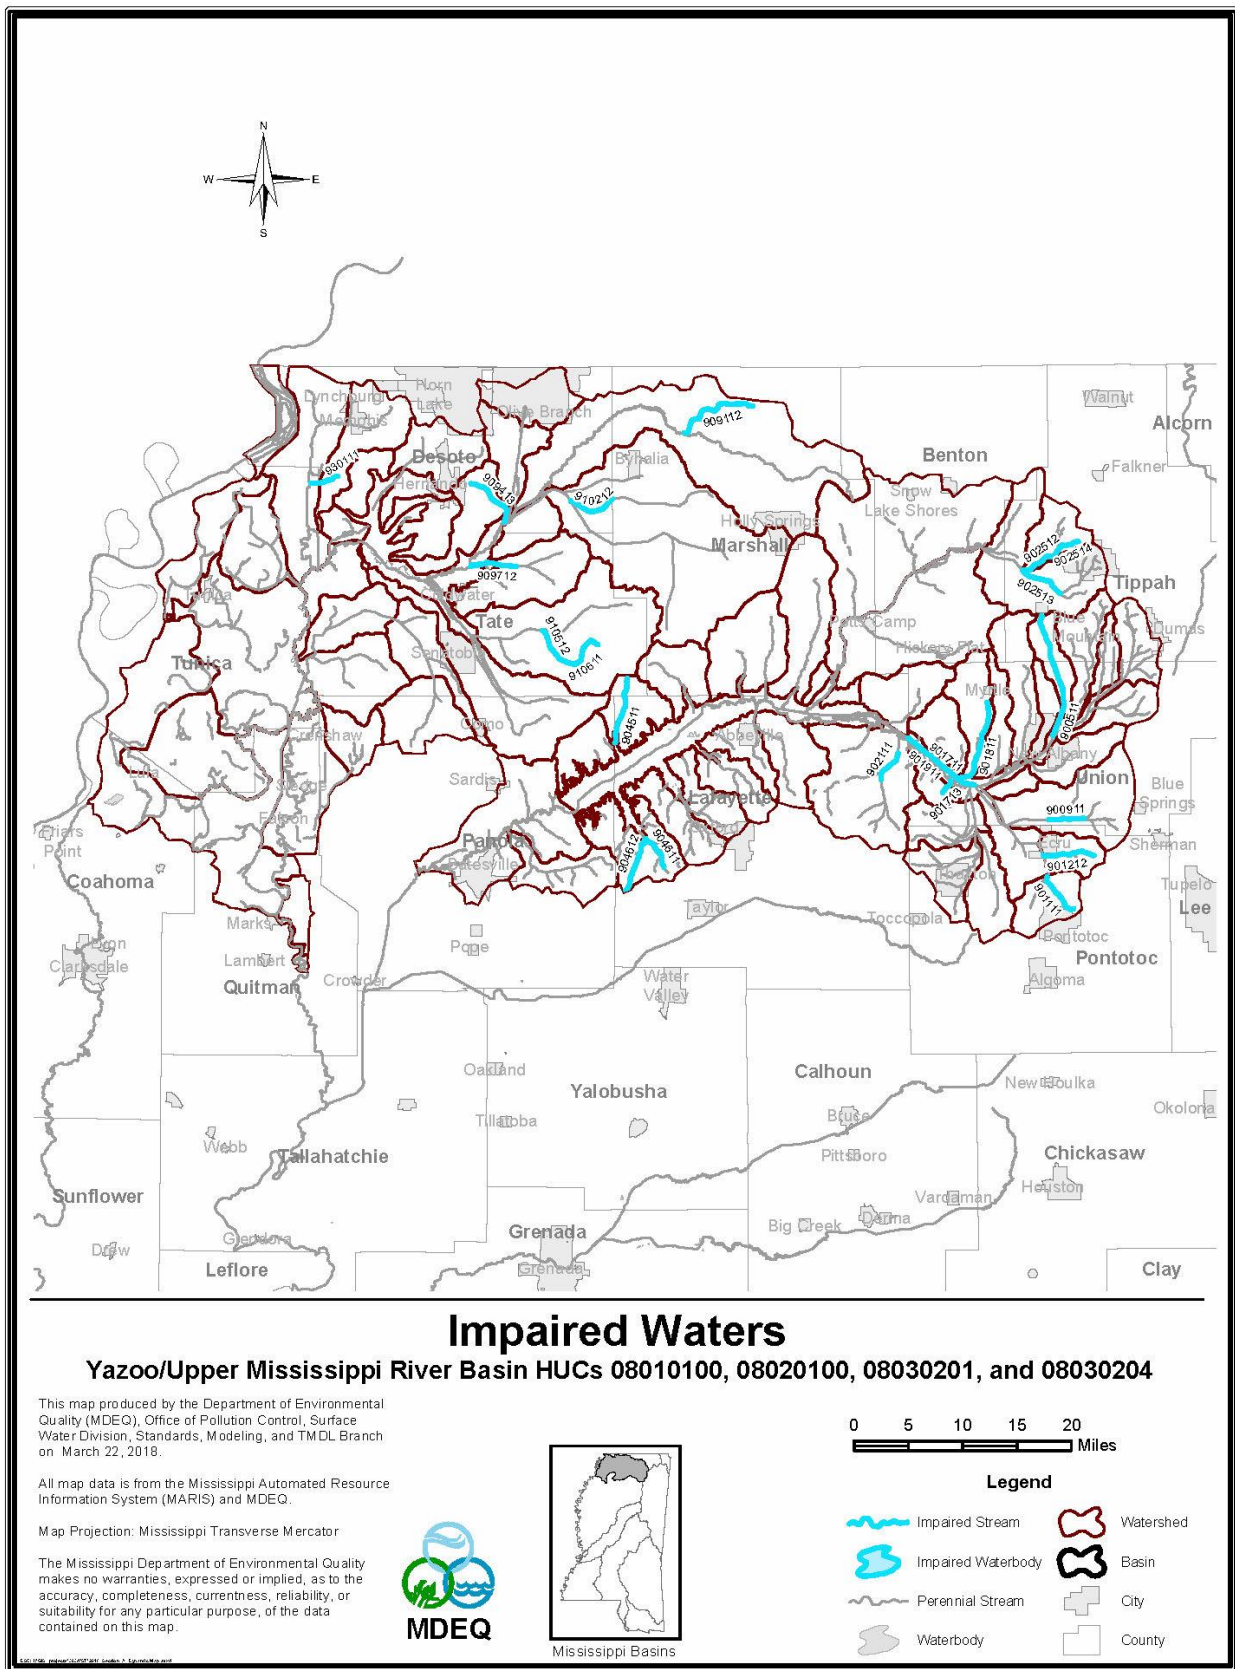 N
W
E
S
Horn
Lake
Lynchburg
Memphis
Olive Branch
Walnut
Alcorn
909112
Desoto
Byhalia
Benton
Falkner
930111
Hernando
909413
910212
Snow
Lake Shores
Holly Springs
Marshall
902512
902514
909712
Tippah
902513
Coldwater
Tunica
Tate
910512
Potts Camp
Blue
Mountain
Dumas
Senatobia
Hickory Flat
Tunica
910611
Myrtle
904511
900511
Crenshaw
Como
Abbeville
901711
901811
New Albany
902111
901911
Lula
Sardis
Union
Sledge
Lafayette
901713
Blue
Springs
Falcon
900911
Friars
Point
Panola
Oxford
904612
904611
Ecru
Sherman
Batesville
901212
Coahoma
Thaxton
Tupelo
901111
Taylor
Toccopola
Lee
Marks
Pontotoc
Lyon
Clarksdale
Pope
Lambert
Pontotoc
Quitman
Crowder
Water
Valley
Algoma
Oakland
Calhoun
Yalobusha
New Houlka
Okolona
Tillatoba
Bruce
Webb
Tallahatchie
Pittsboro
Chickasaw
Sunflower
Vardaman
Houston
Big Creek
Derma
Drew
Glendora
Grenada
Leflore
Grenada
Clay
Impaired Waters
Yazoo/Upper Mississippi River Basin HUCs 08010100, 08020100, 08030201, and 08030204
This map produced by the Department of Environmental
Quality (MDEQ), Office of Pollution Control, Surface
Water Division, Standards, Modeling, and TMDL Branch
on March 22, 2018.
All map data is from the Mississippi Automated Resource
Information System (MARIS) and MDEQ.
Map Projection: Mississippi Transverse Mercator
The Mississippi Department of Environmental Quality
makes no warranties, expressed or implied, as to the
accuracy, completeness, currentness, reliability, or
suitability for any particular purpose, of the data
contained on this map.
MDEQ
Mississippi Basins
0 5 10 15 20
Miles
Legend
Impaired Stream
Watershed
Impaired Waterbody
Basin
Perennial Stream
City
Waterbody
County